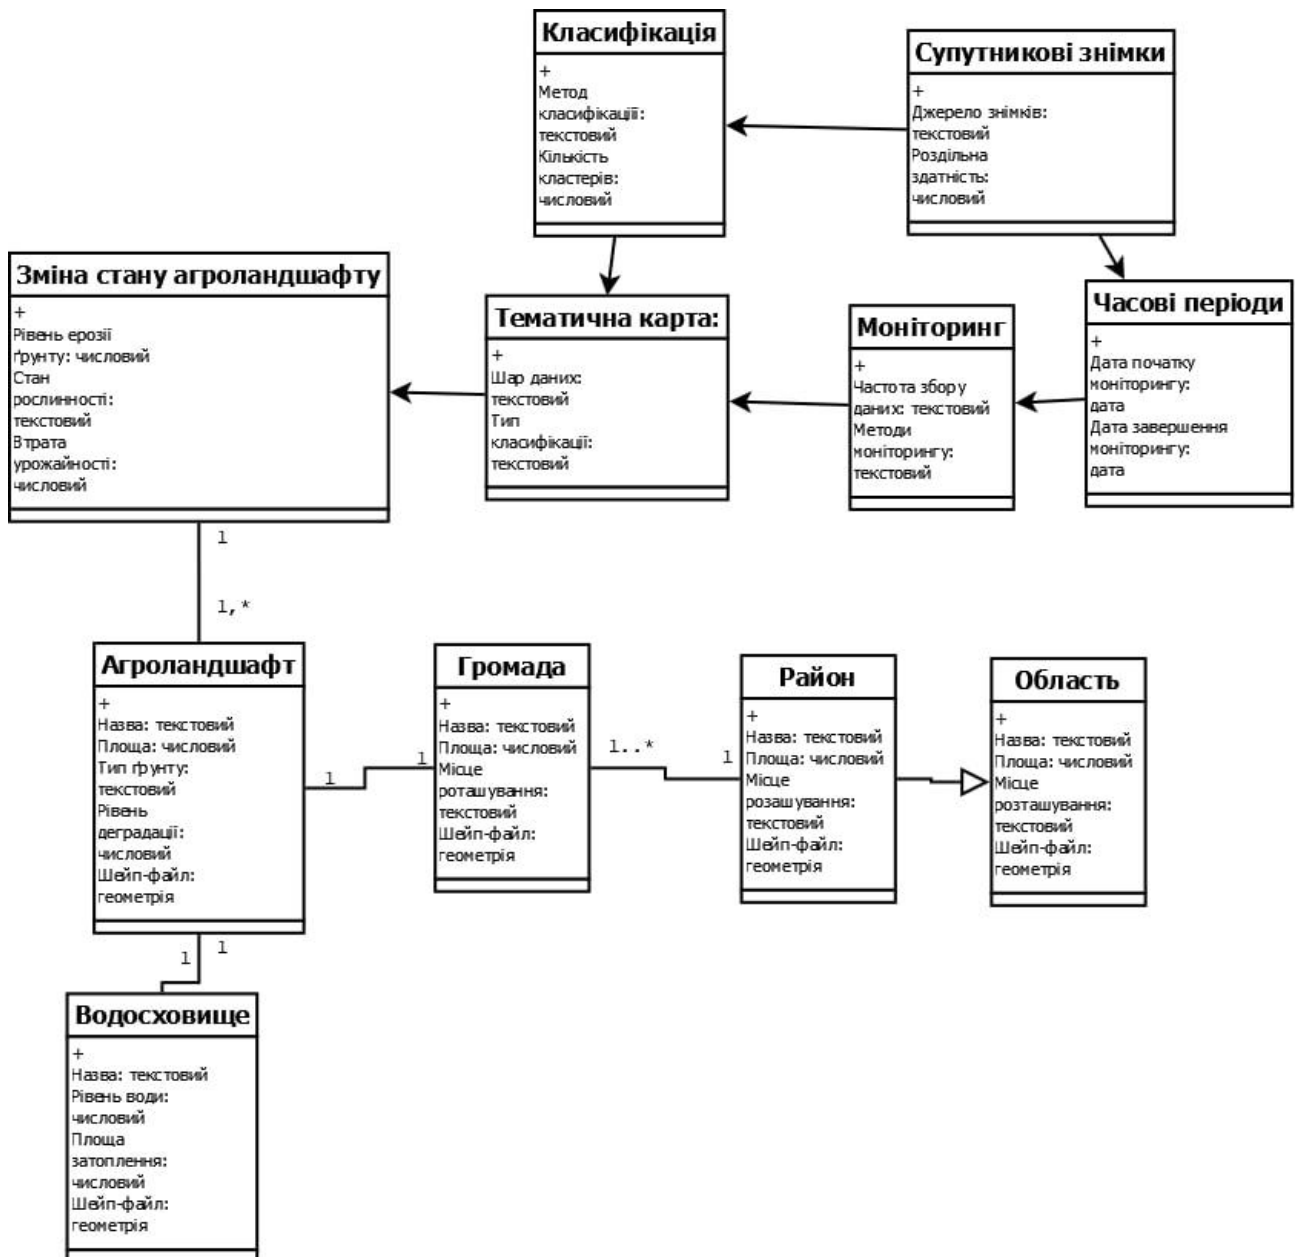 Класифікація
+
Метод
класифікаціїі:
текстовий
Кількість
кластерів:
числовий
Супутникові знімки
+
Джерело знімків:
текстовий
Роздільна
здатність:
числовий
Зміна стану агроландшафту
+
Рівень ерозії
ґрунту: числовий
Стан
рослинності:
текстовий
Втрата
урожайності:
числовий
Тематична карта:
+
Шар даних:
текстовий
Тип
класифікації:
текстовий
Моніторинг
+
Частота збору
даних: текстовий
Методи
моніторингу:
текстовий
Часові періоди
+
Дата початку
моніторингу:
дата
Дата завершення
моніторингу:
дата
1
1,*
Агроландшафт
+
Назва: текстовий
Площа: числовий
Тип ґрунту:
текстовий
Рівень
деградації:
числовий
Шейп-файл:
геометрія
1
1
Громада
+
Назва: текстовий
Площа: числовий
Місце
роташування:
текстовий
Шейп-файл:
геометрія
1..*
1
Район
+
Назва: текстовий
Площа: числовий
Місце
розашування:
текстовий
Шейп-файл:
геометрія
Область
+
Назва: текстовий
Площа: числовий
Місце
розташування:
текстовий
Шейп-файл:
геометрія
1
1
Водосховище
+
Назва: текстовий
Рівень води:
числовий
Площа
затоплення:
числовий
Шейп-файл:
геометрія